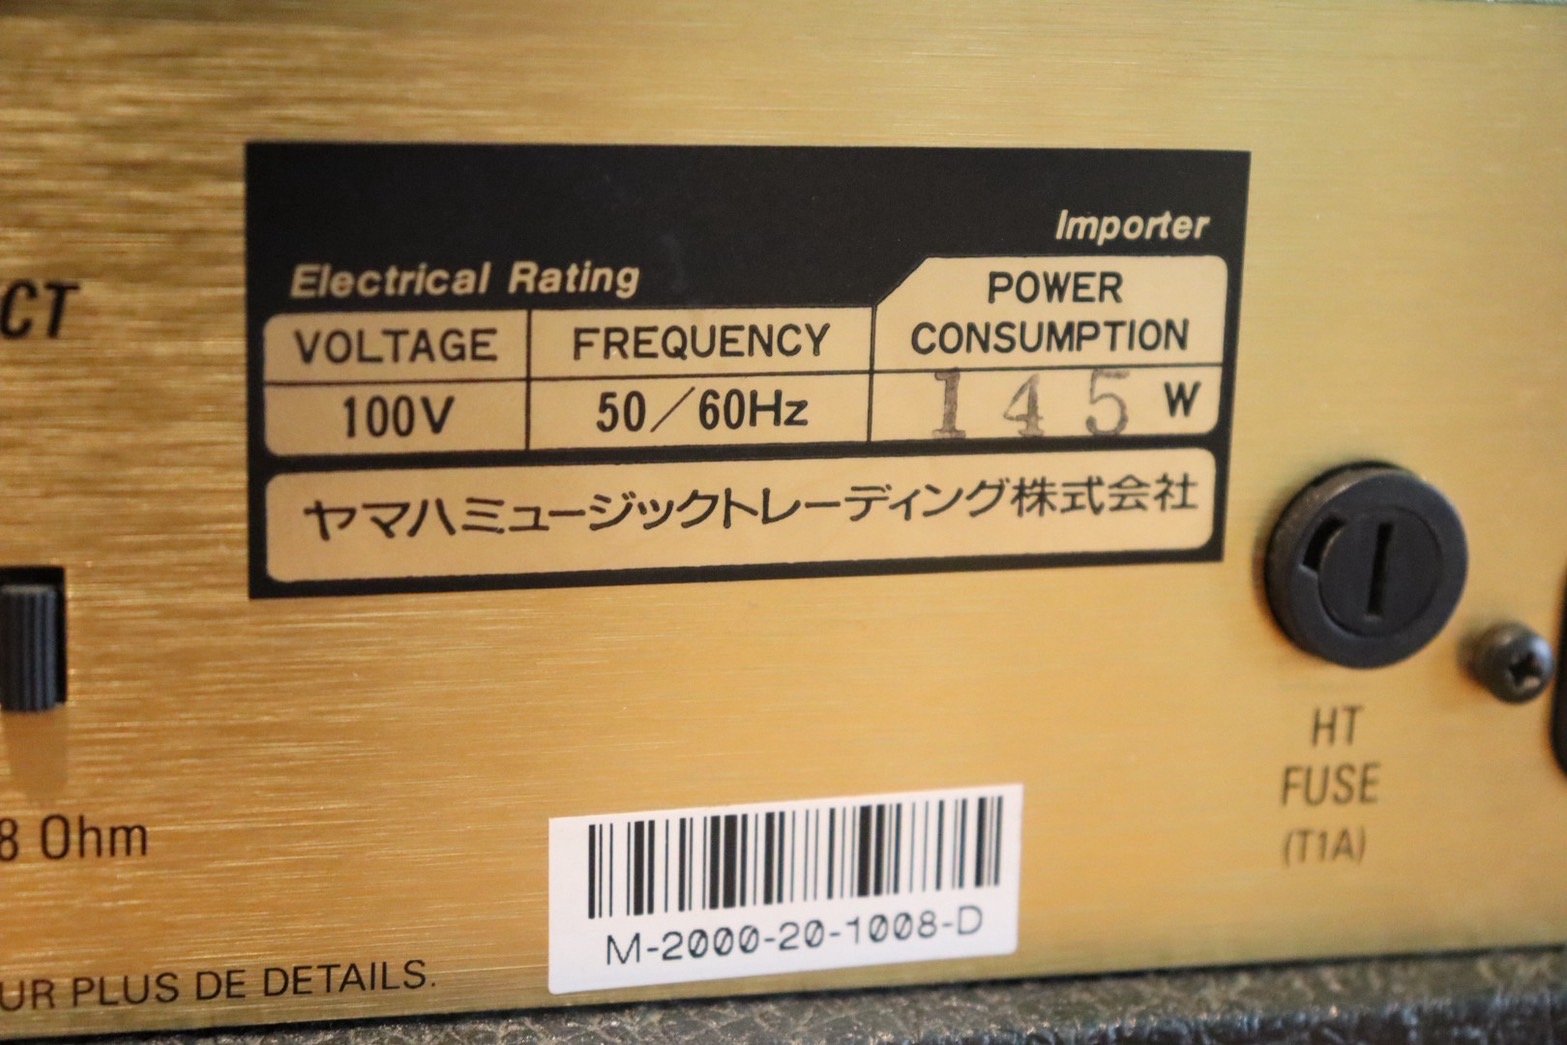 Importer
Electrical Rating
VOLTAGE
FREQUENCY
POWER
CONSUMPTION
100V
50/60Hz
145 W
ヤマハミュージックトレーディング株式会社
CT
8 Ohm
HT
FUSE
(T1A)
M-2000-20-1008-D
UR PLUS DE DETAILS.